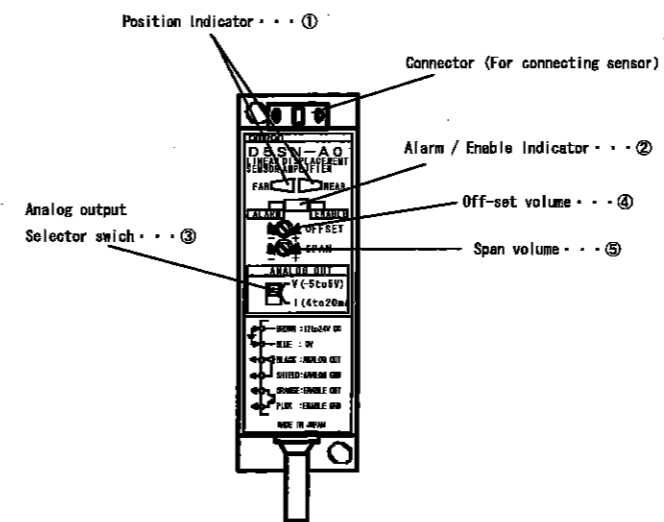 Position Indicator・・・①
Connector (For connecting sensor)
Alarm / Enable Indicator・・・②
Off-set volume・・・④
Span volume・・・⑤
Analog output
Selector swich・・・③
D5SN-A0
LINEAR DISPLACEMENT
SENSOR AMPLIFIER
FAR NEAR
ALARM ENABLE
OFFSET
- +
SPAN
- +
ANALOG OUT
V(-5to5V)
I(4to20mA
BROWN :12to24V DC
BLUE : 0V
BLACK :ANALOG OUT
SHIELD:ANALOG GND
ORANGE:ENABLE OUT
PINK :ENABLE GND
MADE IN JAPAN